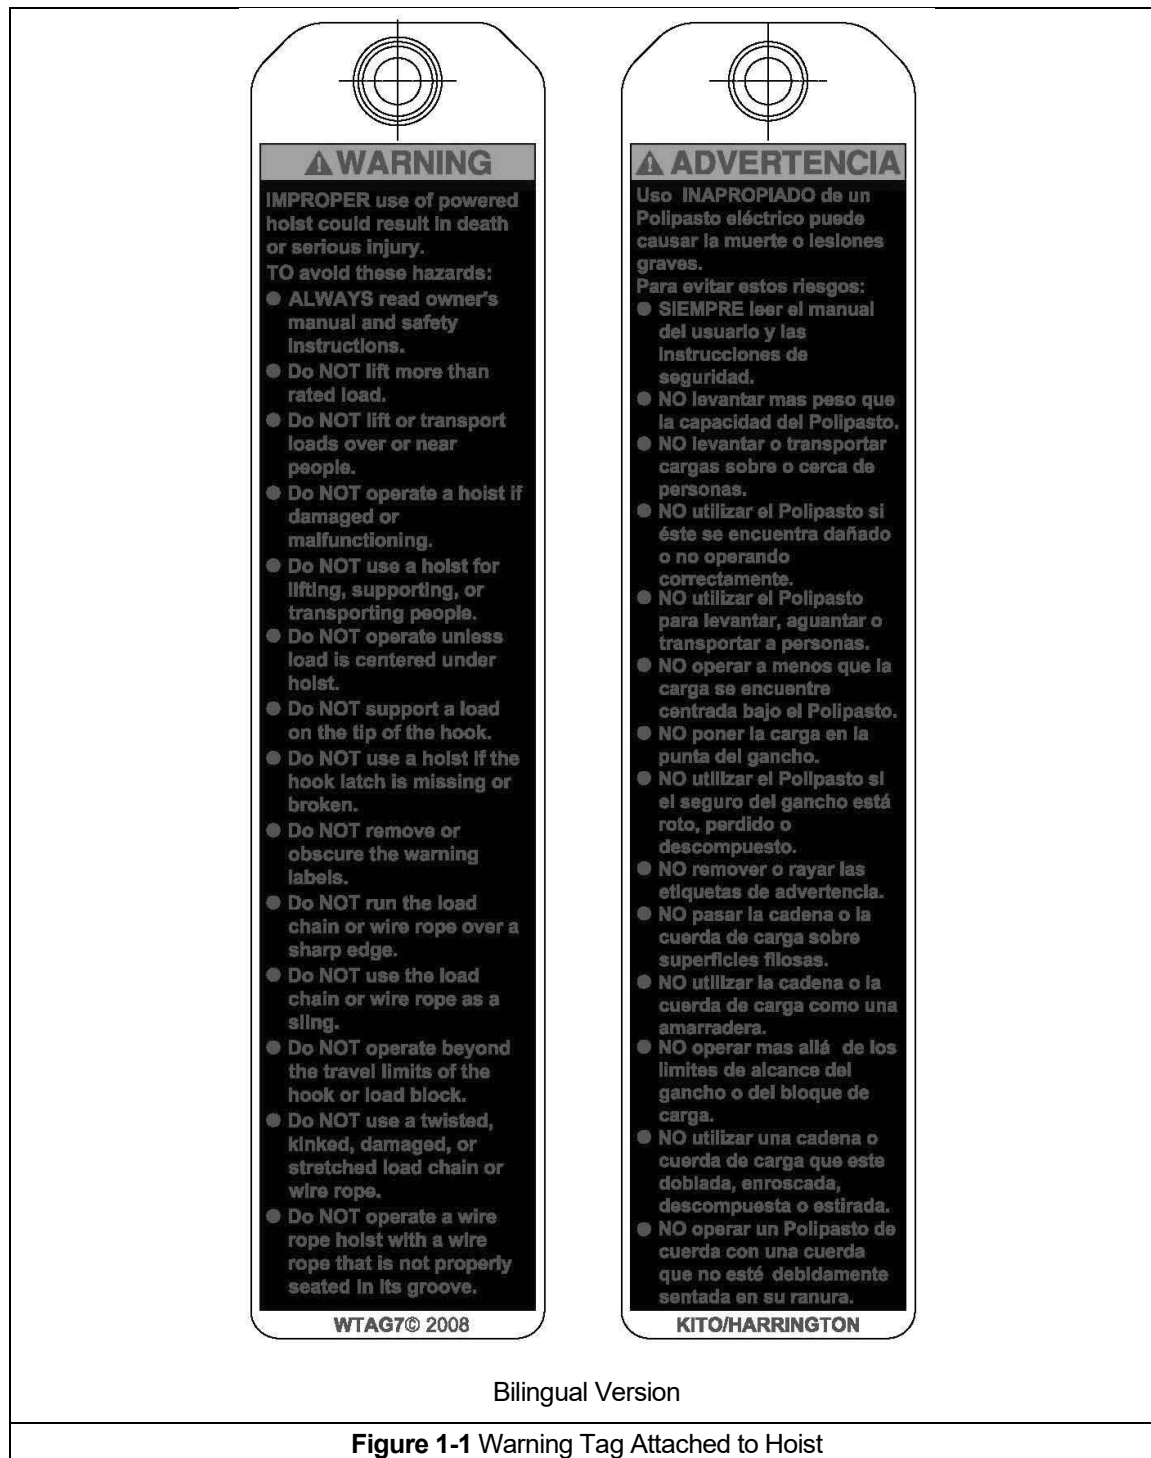 WARNING
IMPROPER use of powered
hoist could result in death
or serious injury.
TO avoid these hazards:
● ALWAYS read owner's
manual and safety
instructions.
● Do NOT lift more than
rated load.
● Do NOT lift or transport
loads over or near
people.
● Do NOT operate a hoist if
damaged or
malfunctioning.
● Do NOT use a hoist for
lifting, supporting, or
transporting people.
● Do NOT operate unless
load is centered under
hoist.
● Do NOT support a load
on the tip of the hook.
● Do NOT use a hoist if the
hook latch is missing or
broken.
● Do NOT remove or
obscure the warning
labels.
● Do NOT run the load
chain or wire rope over a
sharp edge.
● Do NOT use the load
chain or wire rope as a
sling.
● Do NOT operate beyond
the travel limits of the
hook or load block.
● Do NOT use a twisted,
kinked, damaged, or
stretched load chain or
wire rope.
● Do NOT operate a wire
rope hoist with a wire
rope that is not properly
seated in its groove.
WTAG7© 2008
ADVERTENCIA
Uso INAPROPIADO de un
Polipasto eléctrico puede
causar la muerte o lesiones
graves.
Para evitar estos riesgos:
● SIEMPRE leer el manual
del usuario y las
instrucciones de
seguridad.
● NO levantar mas peso que
la capacidad del Polipasto.
● NO levantar o transportar
cargas sobre o cerca de
personas.
● NO utilizar el Polipasto si
éste se encuentra dañado
o no operando
correctamente.
● NO utilizar el Polipasto
para levantar, aguantar o
transportar a personas.
● NO operar a menos que la
carga se encuentre
centrada bajo el Polipasto.
● NO poner la carga en la
punta del gancho.
● NO utilizar el Polipasto si
el seguro del gancho está
roto, perdido o
descompuesto.
● NO remover o rayar las
etiquetas de advertencia.
● NO pasar la cadena o la
cuerda de carga sobre
superficies filosas.
● NO utilizar la cadena o la
cuerda de carga como una
amarradera.
● NO operar mas allá de los
limites de alcance del
gancho o del bloque de
carga.
● NO utilizar una cadena o
cuerda de carga que este
doblada, enroscada,
descompuesta o estirada.
● NO operar un Polipasto de
cuerda con una cuerda
que no esté debidamente
sentada en su ranura.
KITO/HARRINGTON
Bilingual Version
Figure 1-1 Warning Tag Attached to Hoist